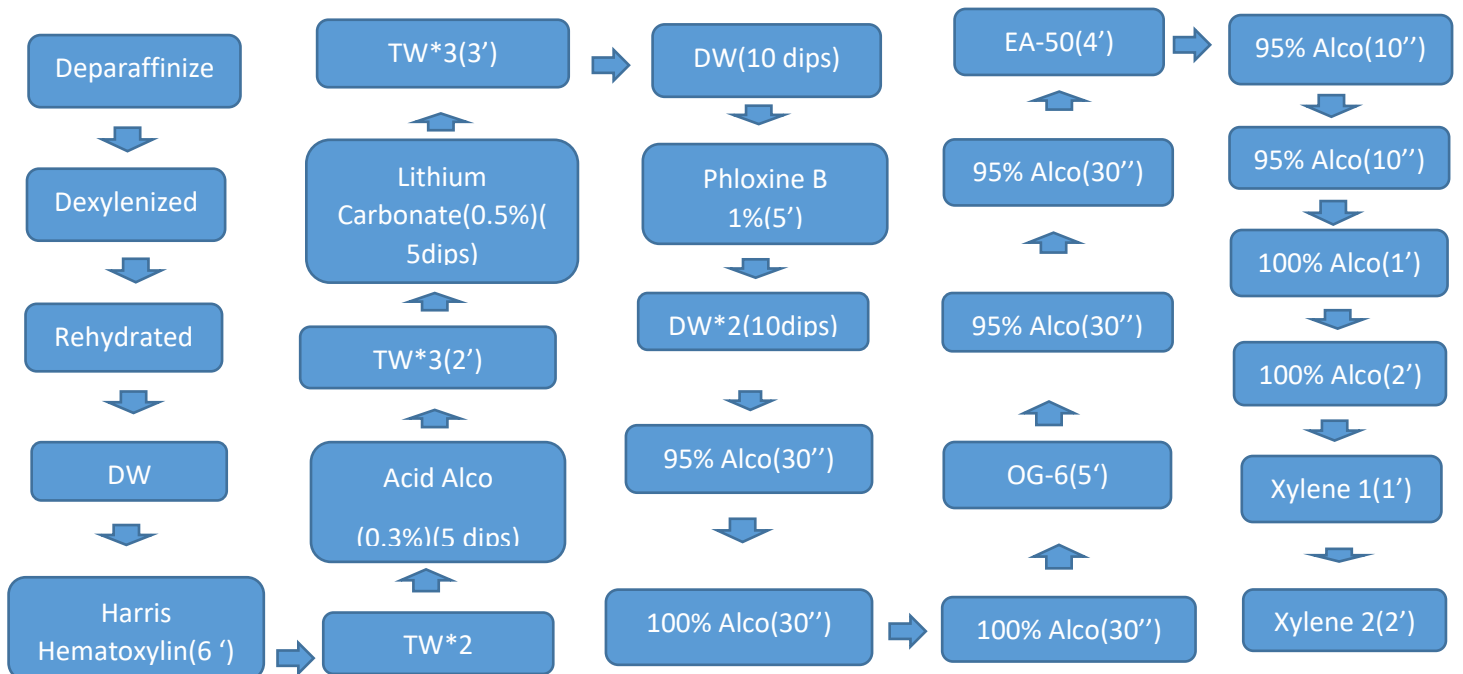 Deparaffinize
Dexylenized
Rehydrated
DW
Harris
Hematoxylin(6 ‘)
TW*2
Acid Alco
(0.3%)(5 dips)
TW*3(2’)
Lithium
Carbonate(0.5%)(
5dips)
TW*3(3’)
DW(10 dips)
Phloxine B
1%(5’)
DW*2(10dips)
95% Alco(30’’)
100% Alco(30’’)
100% Alco(30’’)
OG-6(5‘)
95% Alco(30’’)
95% Alco(30’’)
EA-50(4’)
95% Alco(10’’)
95% Alco(10’’)
100% Alco(1’)
100% Alco(2’)
Xylene 1(1’)
Xylene 2(2’)